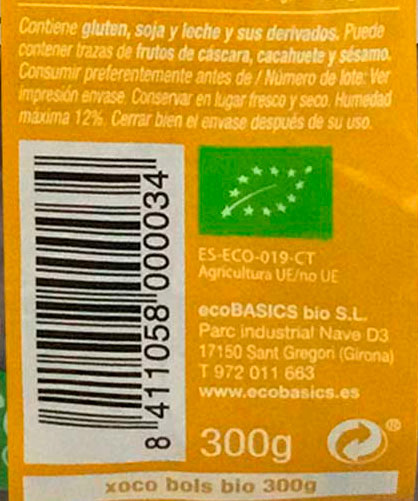 Contiene gluten, soja y leche y sus derivados. Puede
contener trazas de frutos de cáscara, cacahuete y sésamo.
Consumir preferentemente antes de / Número de lote: Ver
impresión envase. Conservar en lugar fresco y seco. Humedad
máxima 12%. Cerrar bien el envase después de su uso.
8 411058 000034
ES-ECO-019-CT
Agricultura UE/no UE
ecoBASICS bio S.L.
Parc industrial Nave D3
17150 Sant Gregori (Girona)
T 972 011 663
www.ecobasics.es
300g
®
xoco bols bio 300g